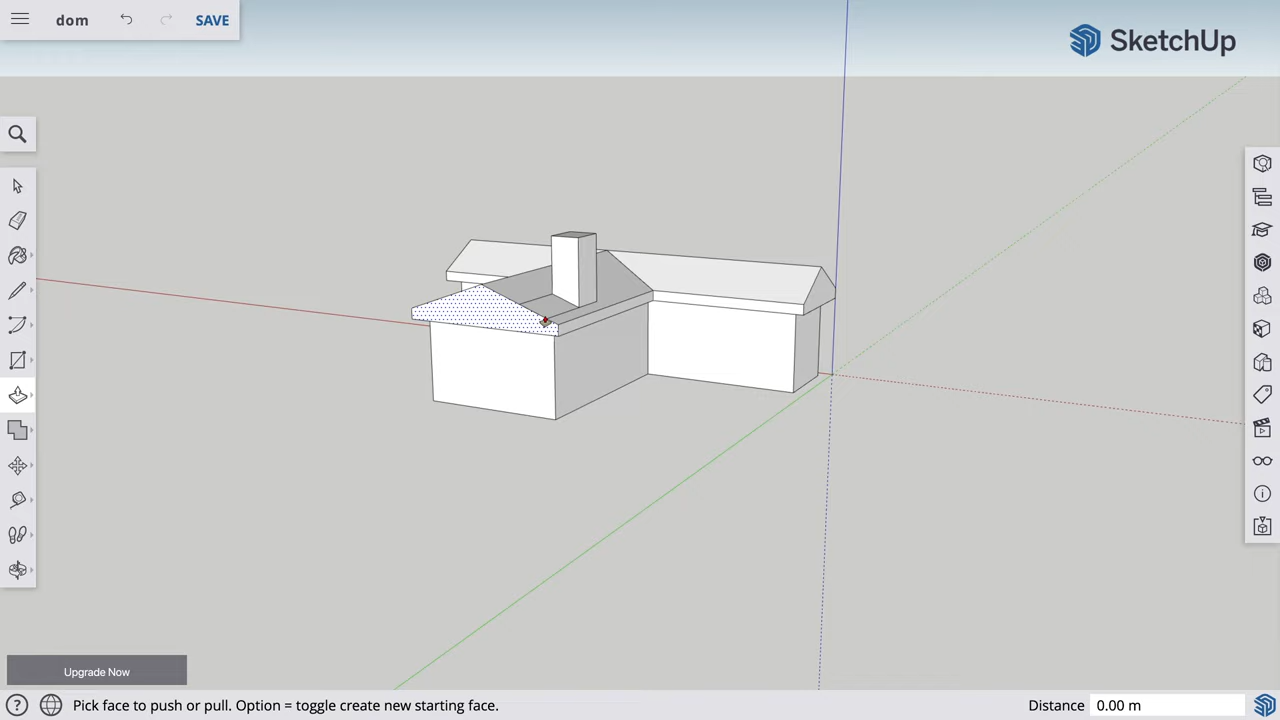 dom
SAVE
SketchUp
Upgrade Now
Pick face to push or pull. Option = toggle create new starting face.
Distance 0.00 m